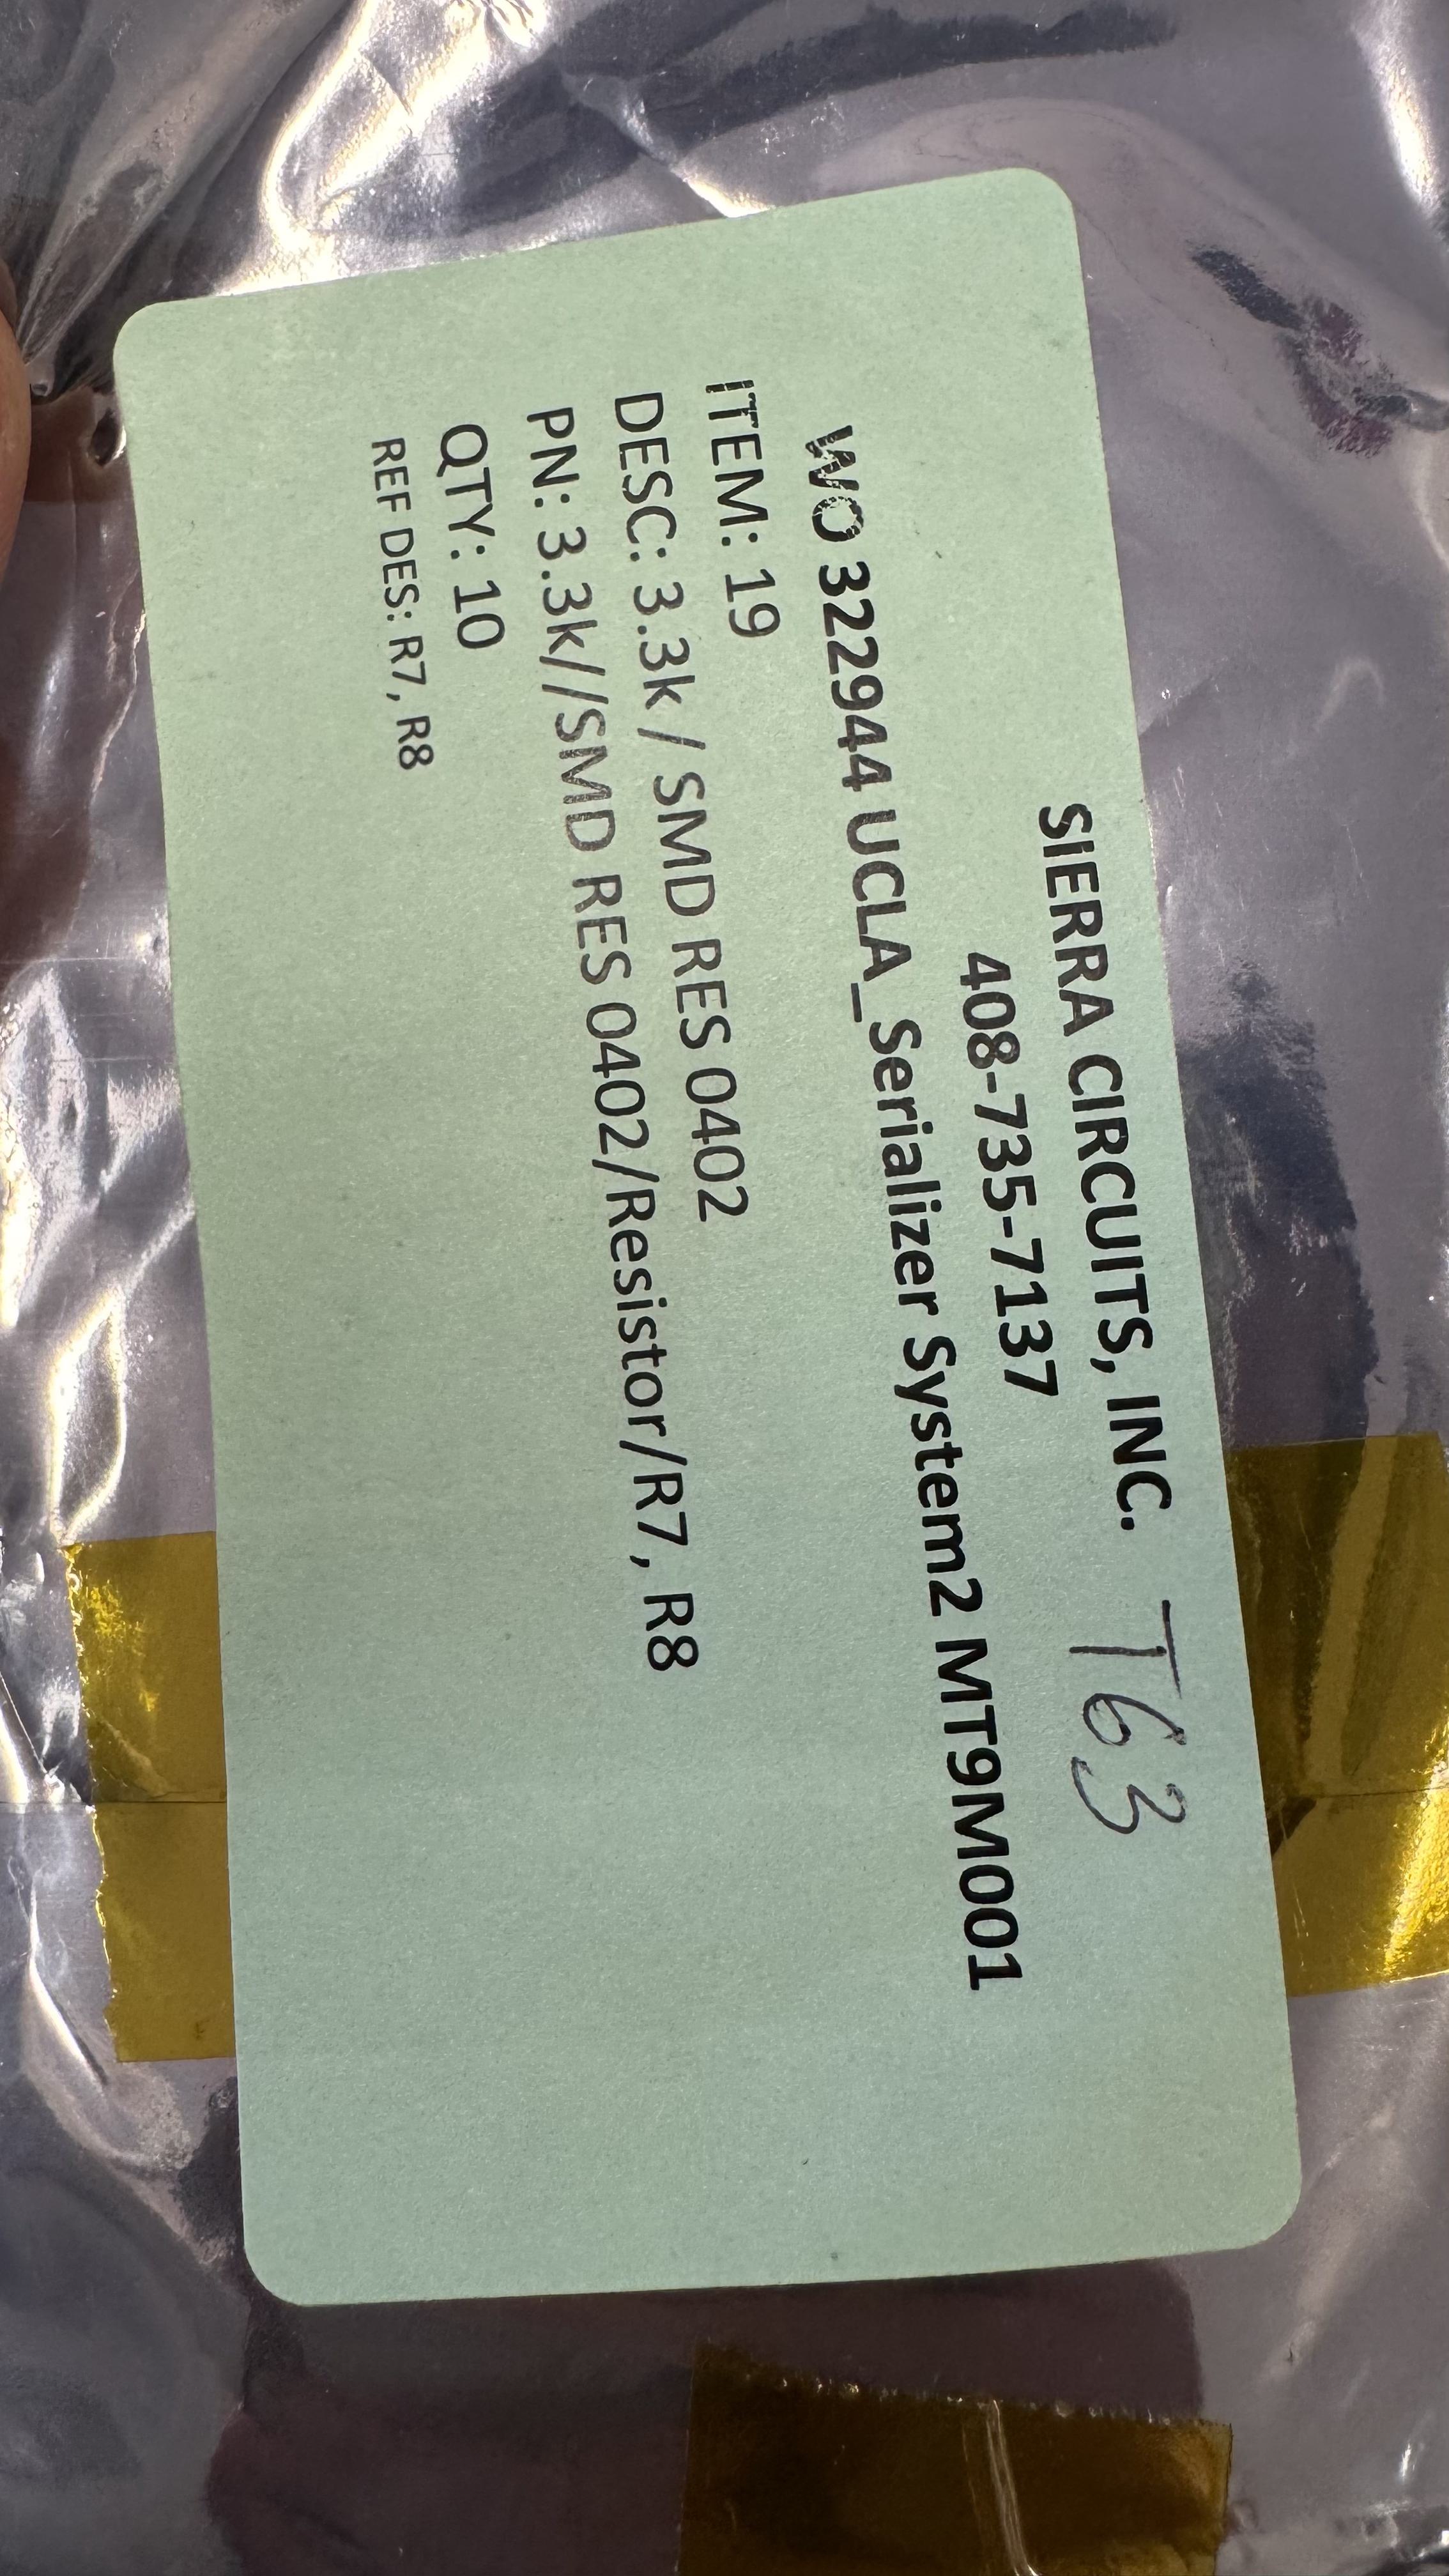 SIERRA CIRCUITS, INC. T63
408-735-7137
WO 322944 UCLA_Serializer System2 MT9M001
ITEM: 19
DESC: 3.3k / SMD RES 0402
PN: 3.3k//SMD RES 0402/Resistor/R7, R8
QTY: 10
REF DES: R7, R8